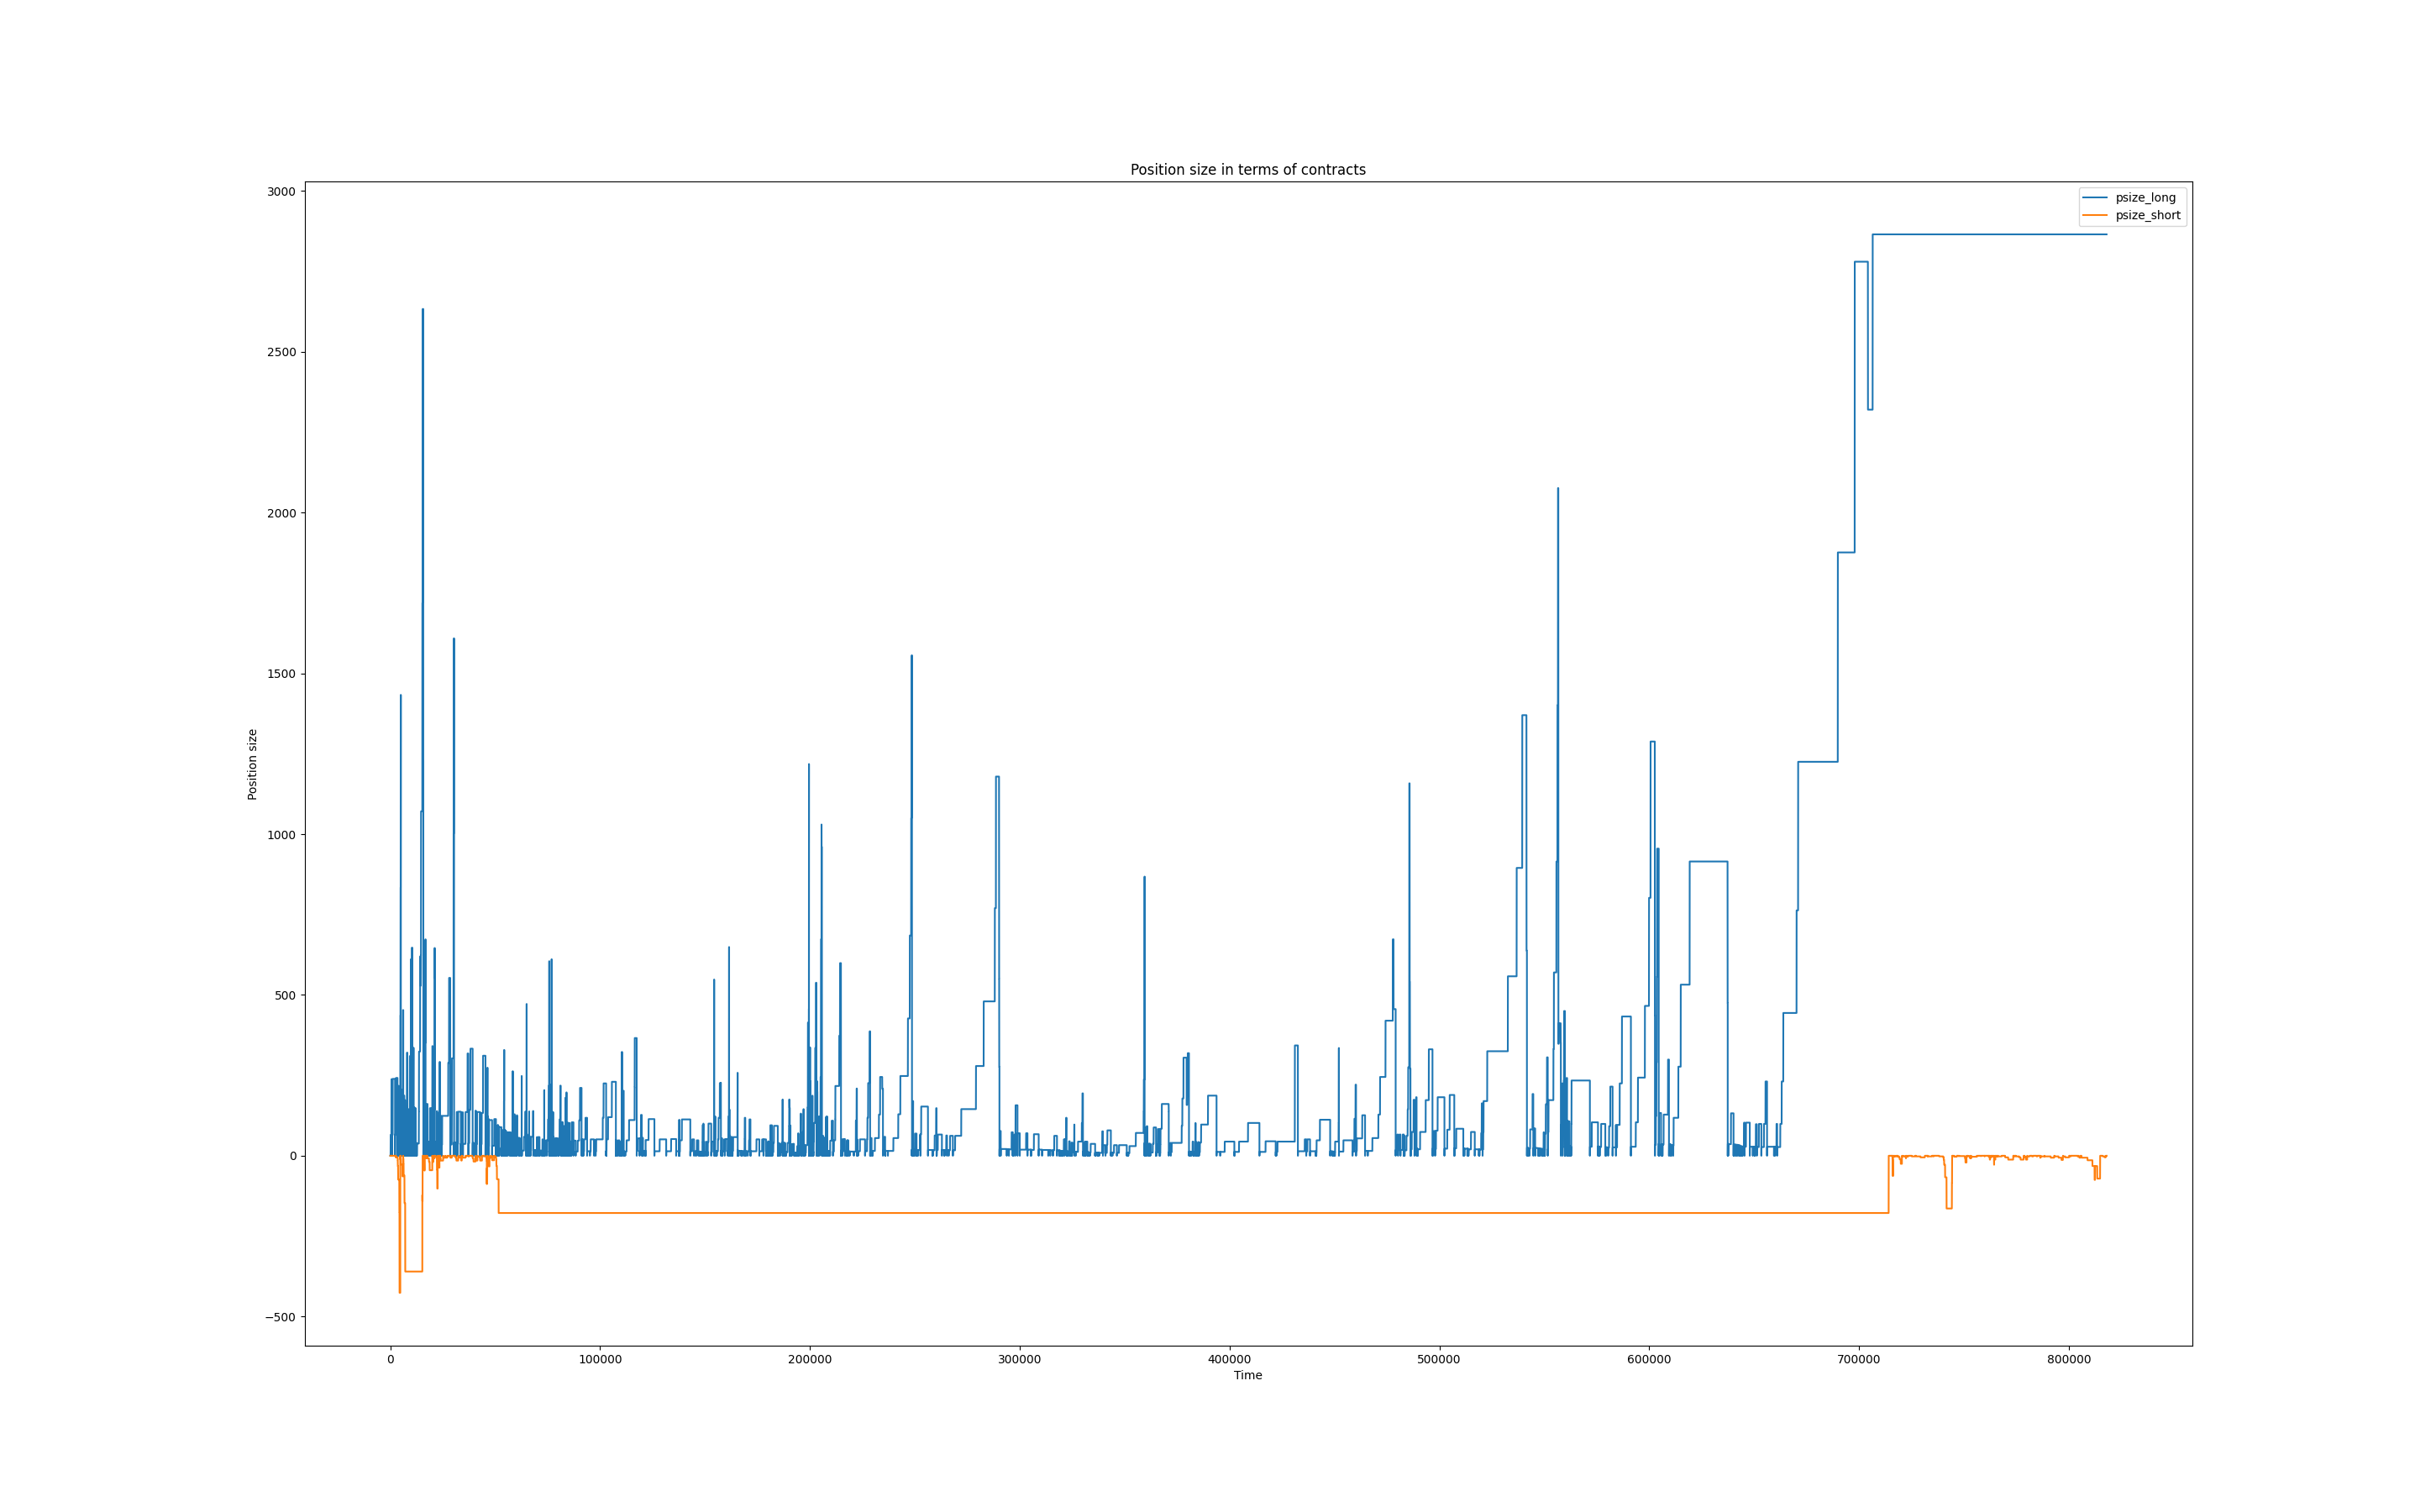 Position size in terms of contracts
psize_long
psize_short
Position size
3000
2500
2000
1500
1000
500
0
−500
0 100000 200000 300000 400000 500000 600000 700000 800000
Time